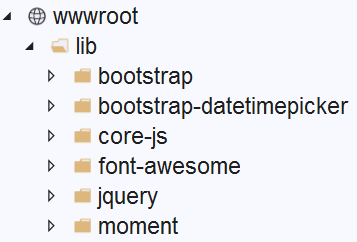 wwwroot
lib
bootstrap
bootstrap-datetimepicker
core-js
font-awesome
jquery
moment